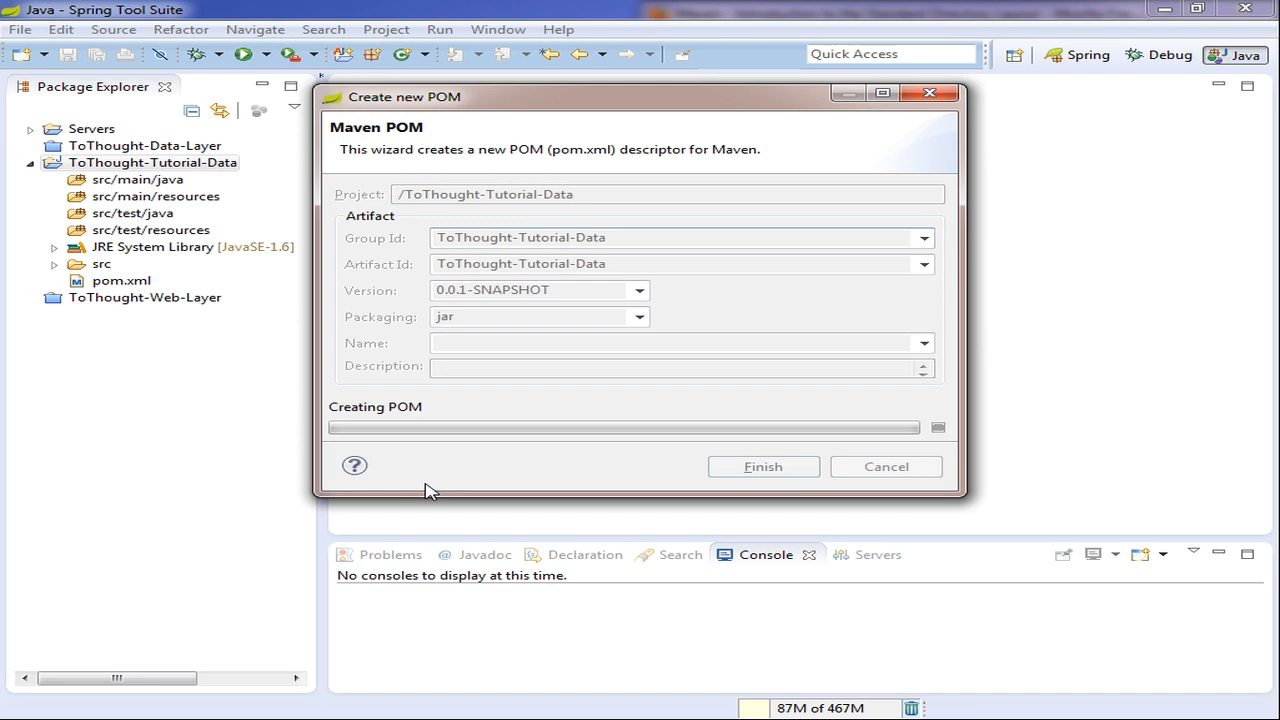 Java - Spring Tool Suite
File Edit Source Refactor Navigate Search Project Run Window Help
Quick Access
Spring
Debug
Java
Package Explorer
Servers
ToThought-Data-Layer
ToThought-Tutorial-Data
src/main/java
src/main/resources
src/test/java
src/test/resources
JRE System Library [JavaSE-1.6]
src
pom.xml
ToThought-Web-Layer
Create new POM
Maven POM
This wizard creates a new POM (pom.xml) descriptor for Maven.
Project: /ToThought-Tutorial-Data
Artifact
Group Id: ToThought-Tutorial-Data
Artifact Id: ToThought-Tutorial-Data
Version: 0.0.1-SNAPSHOT
Packaging: jar
Name:
Description:
Creating POM
Finish Cancel
Problems @ Javadoc Declaration Search Console Servers
No consoles to display at this time.
87M of 467M